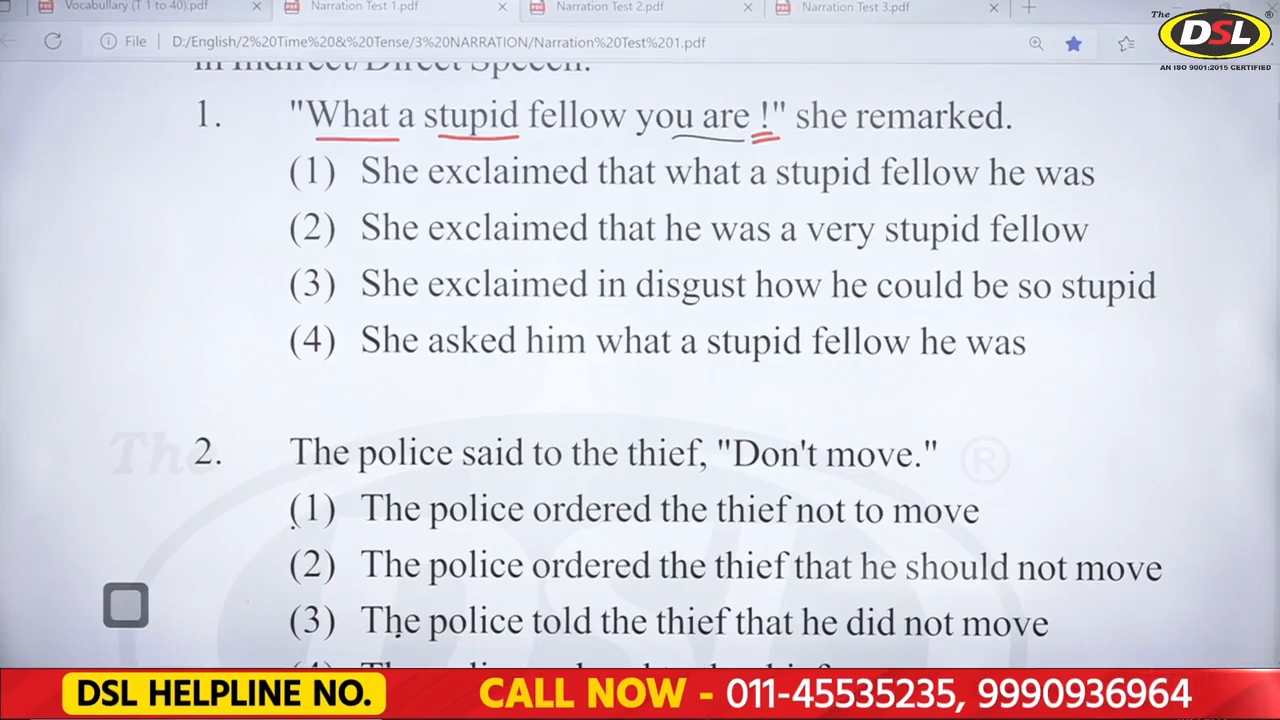 Vocabullary (T 1 to 40).pdf
Narration Test 1.pdf
Narration Test 2.pdf
Narration Test 3.pdf
The
DSL
AN ISO 9001:2015 CERTIFIED
File
D:/English/2%20Time%20&%20Tense/3%20NARRATION/Narration%20Test%201.pdf
in Indirect/Direct Speech.
1. "What a stupid fellow you are !" she remarked.
(1) She exclaimed that what a stupid fellow he was
(2) She exclaimed that he was a very stupid fellow
(3) She exclaimed in disgust how he could be so stupid
(4) She asked him what a stupid fellow he was
The
®
2. The police said to the thief, "Don't move."
(1) The police ordered the thief not to move
(2) The police ordered the thief that he should not move
(3) The police told the thief that he did not move
DSL HELPLINE NO.
CALL NOW - 011-45535235, 9990936964